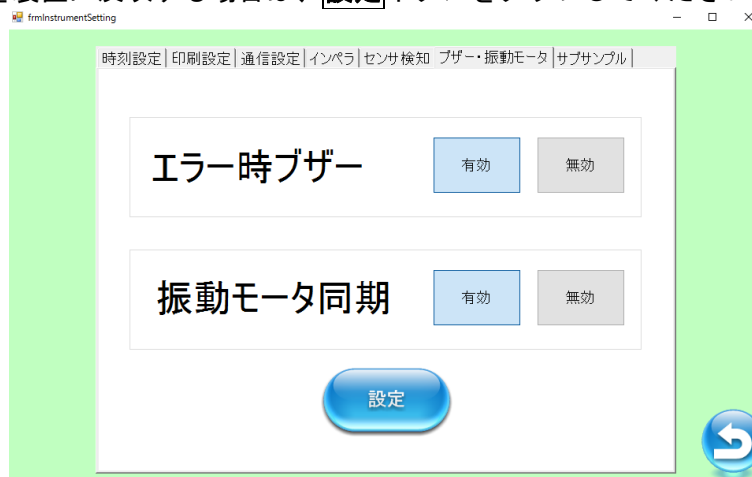 設定
frmInstrumentSetting
時刻設定 印刷設定 通信設定 インペラ センサ検知 ブザー・振動モータ サブサンプル
エラー時ブザー 有効 無効
振動モータ同期 有効 無効
設定